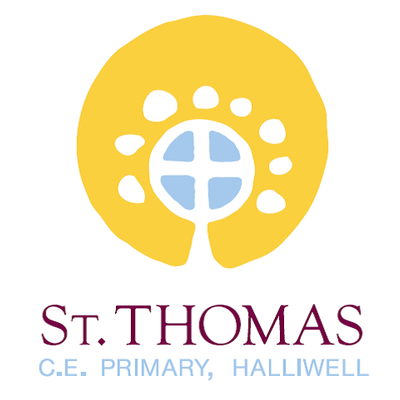 ST. THOMAS
C.E. PRIMARY, HALLIWELL